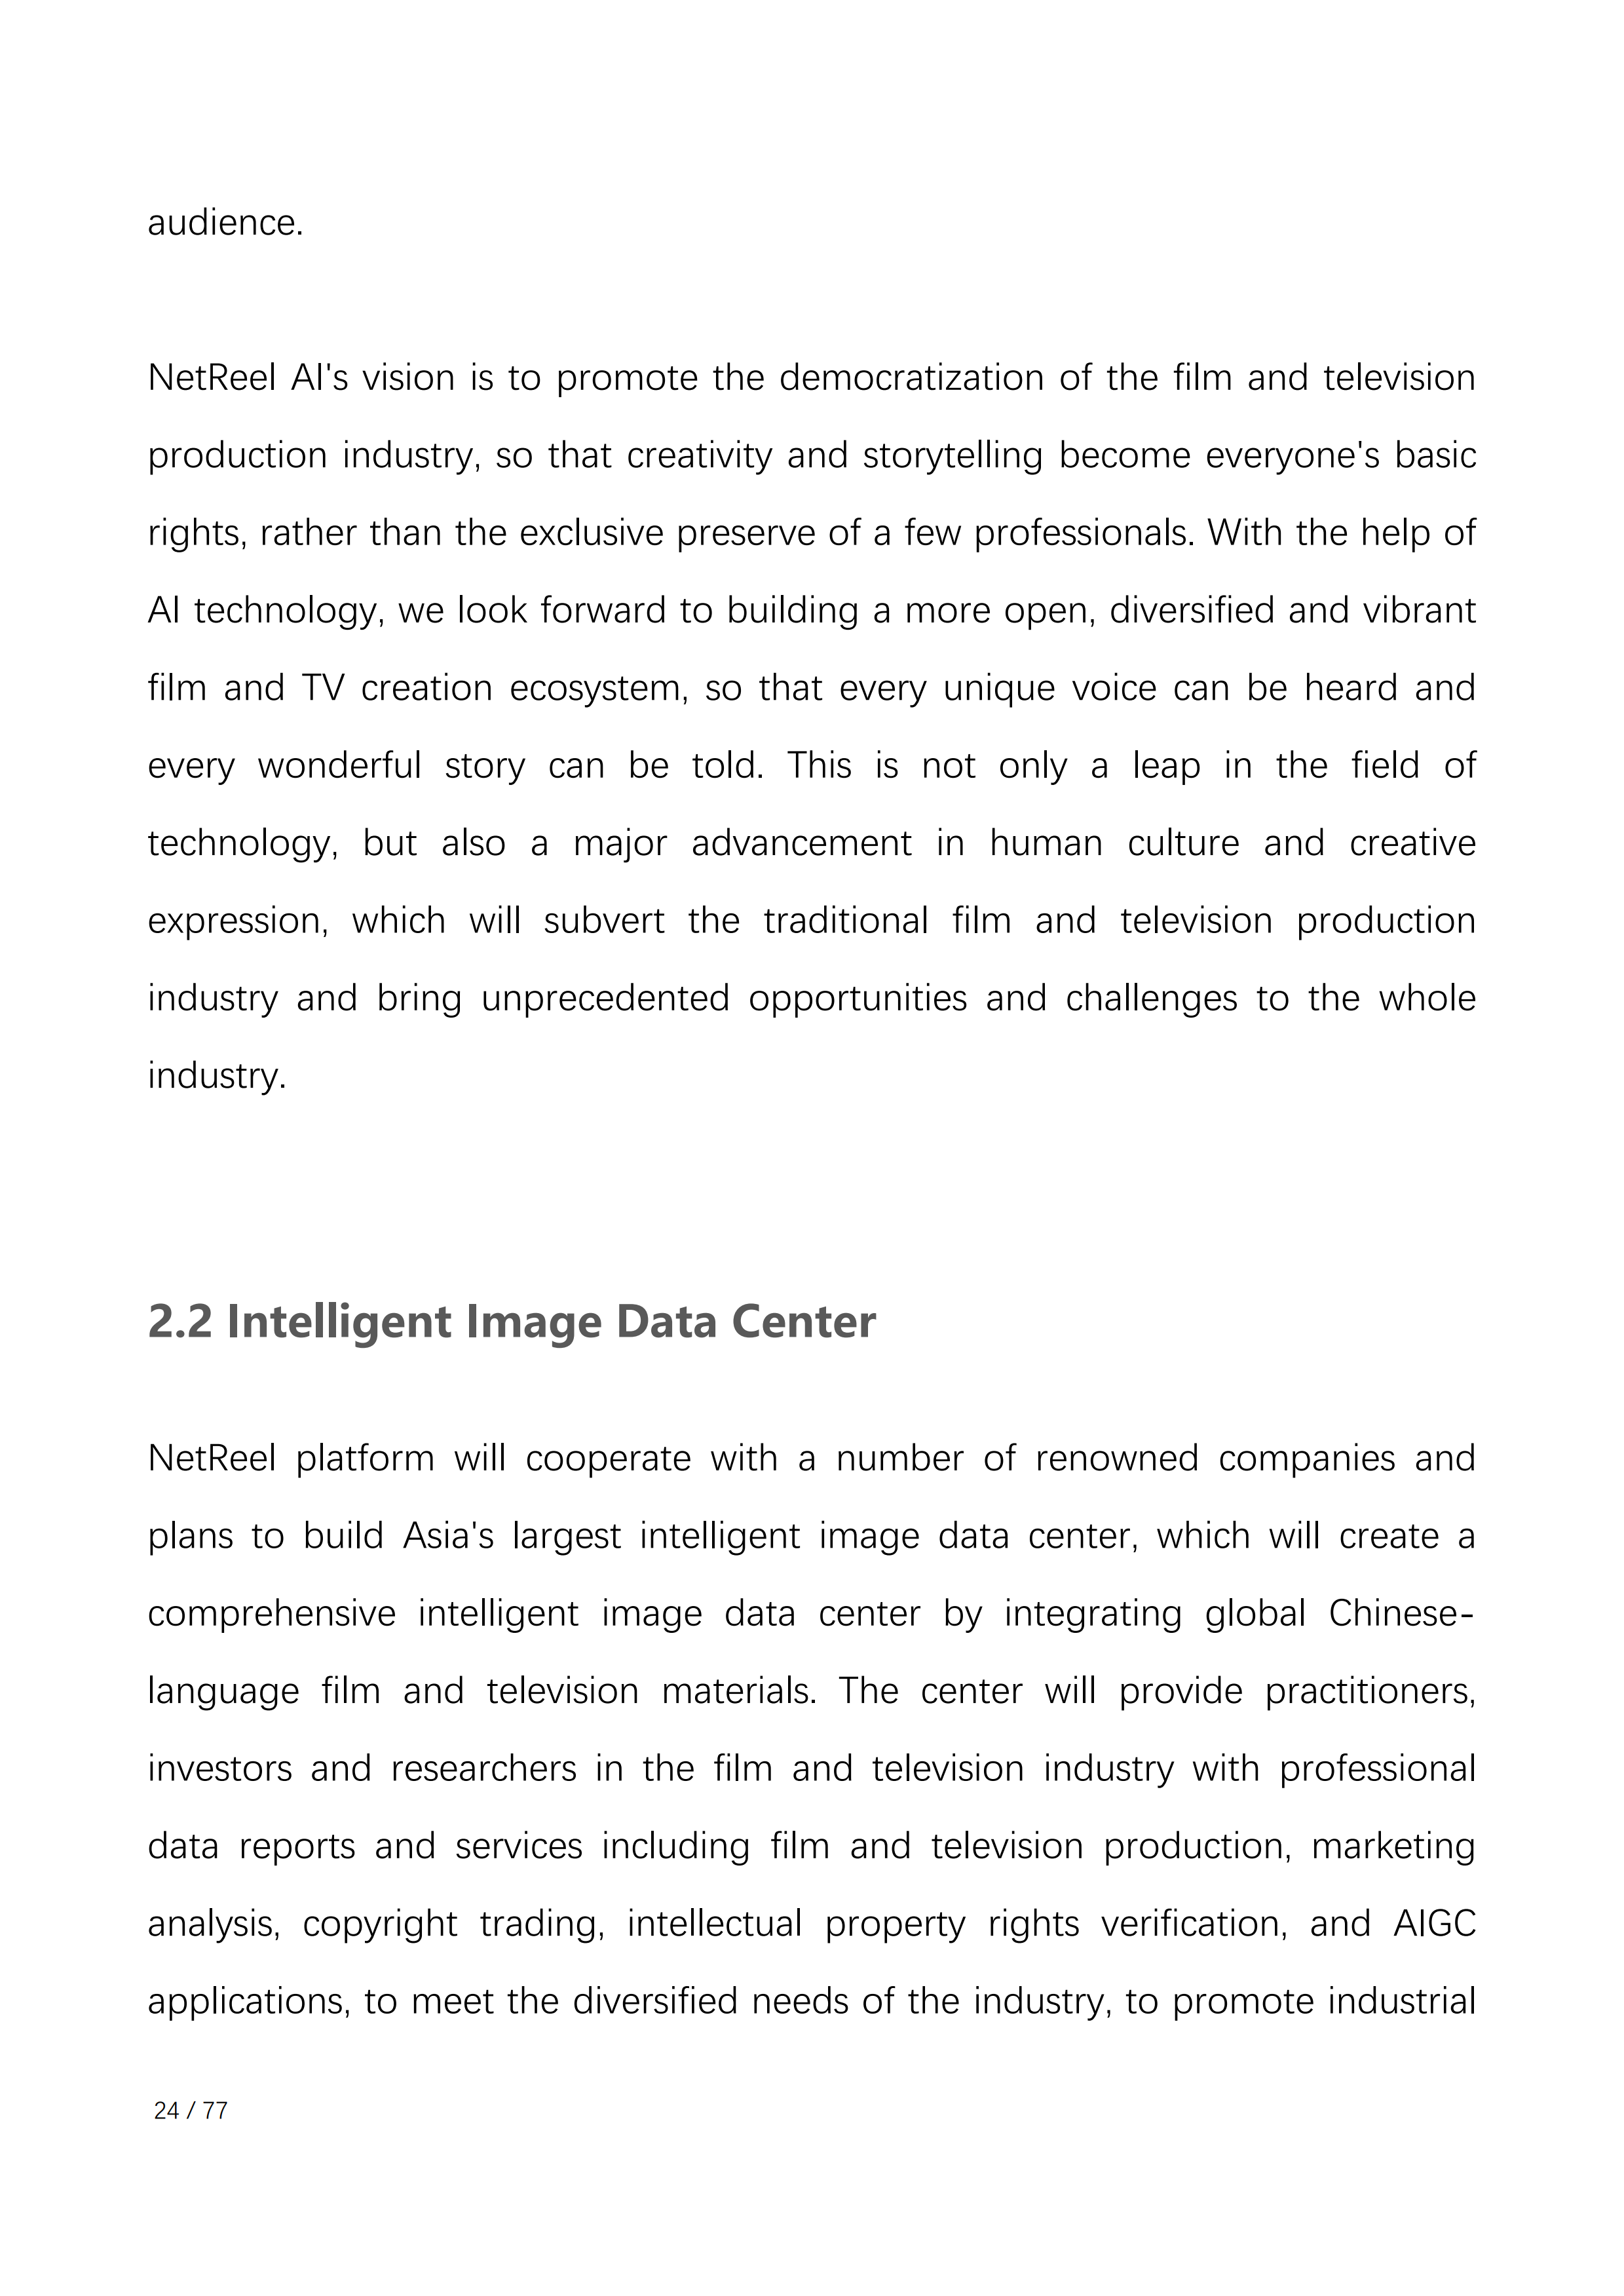 audience.
NetReel AI's vision is to promote the democratization of the film and television
production industry, so that creativity and storytelling become everyone's basic
rights, rather than the exclusive preserve of a few professionals. With the help of
AI technology, we look forward to building a more open, diversified and vibrant
film and TV creation ecosystem, so that every unique voice can be heard and
every wonderful story can be told. This is not only a leap in the field of
technology, but also a major advancement in human culture and creative
expression, which will subvert the traditional film and television production
industry and bring unprecedented opportunities and challenges to the whole
industry.
2.2 Intelligent Image Data Center
NetReel platform will cooperate with a number of renowned companies and
plans to build Asia's largest intelligent image data center, which will create a
comprehensive intelligent image data center by integrating global Chinese-
language film and television materials. The center will provide practitioners,
investors and researchers in the film and television industry with professional
data reports and services including film and television production, marketing
analysis, copyright trading, intellectual property rights verification, and AIGC
applications, to meet the diversified needs of the industry, to promote industrial
24 / 77